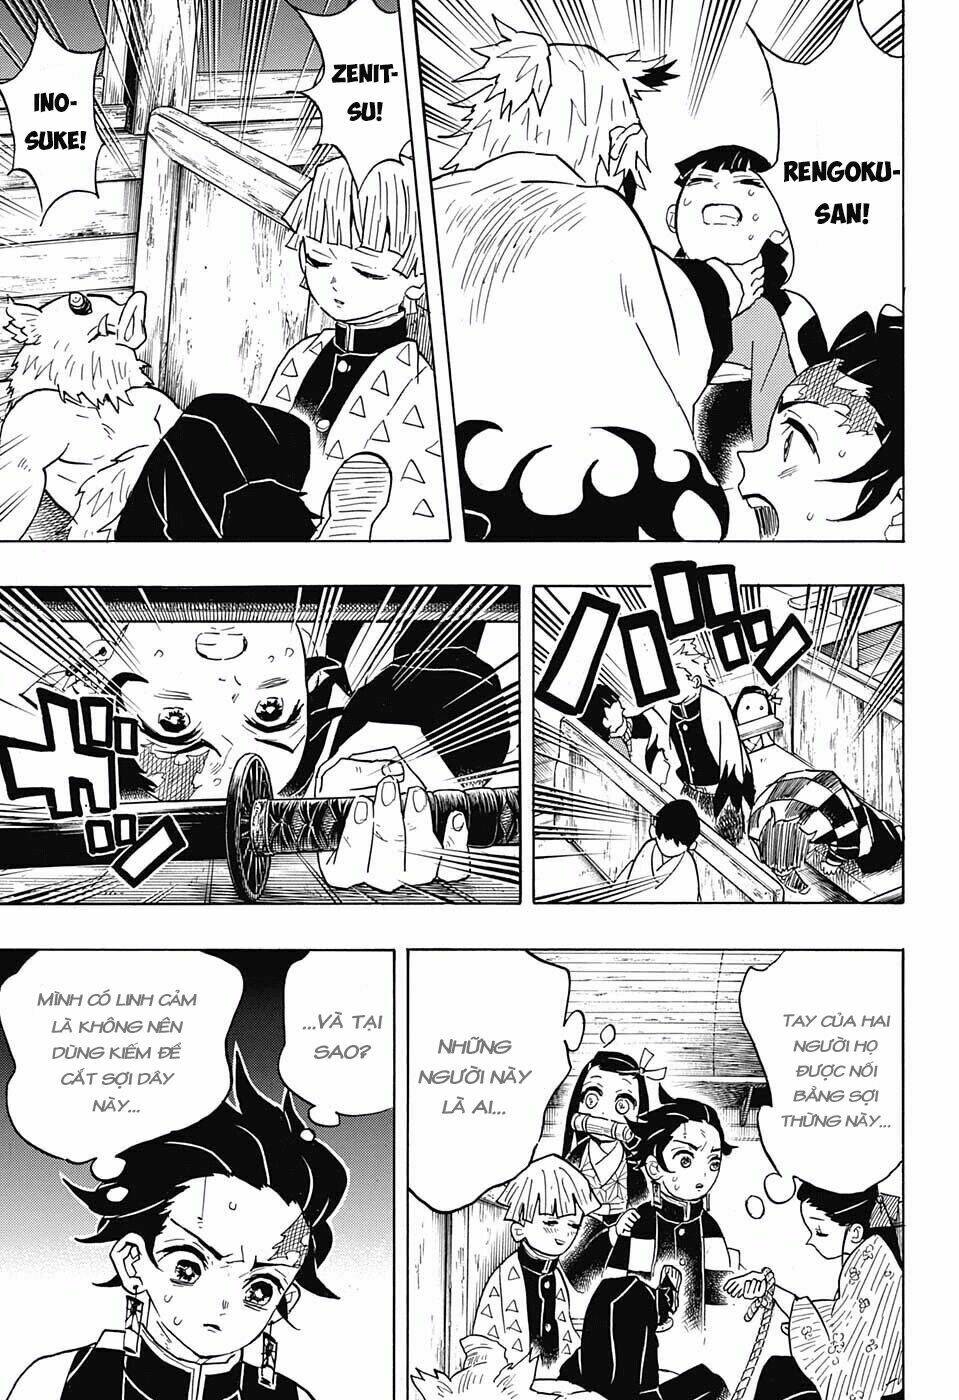 RENGOKU-
SAN!
ZENIT-
SU!
INO-
SUKE!
TAY CỦA HAI
NGƯỜI HỌ
ĐƯỢC NỐI
BẰNG SỢI
THỪNG NÀY...
NHỮNG
NGƯỜI NÀY
LÀ AI...
...VÀ TẠI
SAO?
MÌNH CÓ LINH CẢM
LÀ KHÔNG NÊN
DÙNG KIẾM ĐỂ
CẮT SỢI DÂY
NÀY...